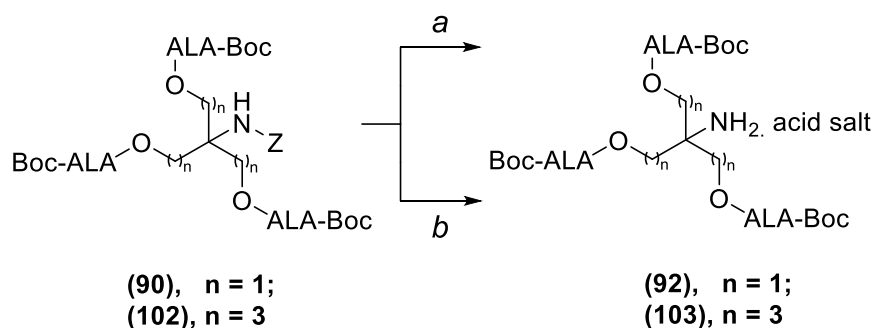 ALA-Boc
O
( )n
H
N
Z
O
Boc-ALA
( )n
( )n
O
ALA-Boc
a
b
ALA-Boc
O
( )n
NH2. acid salt
O
Boc-ALA
( )n
( )n
O
ALA-Boc
(90), n = 1;
(102), n = 3
(92), n = 1;
(103), n = 3